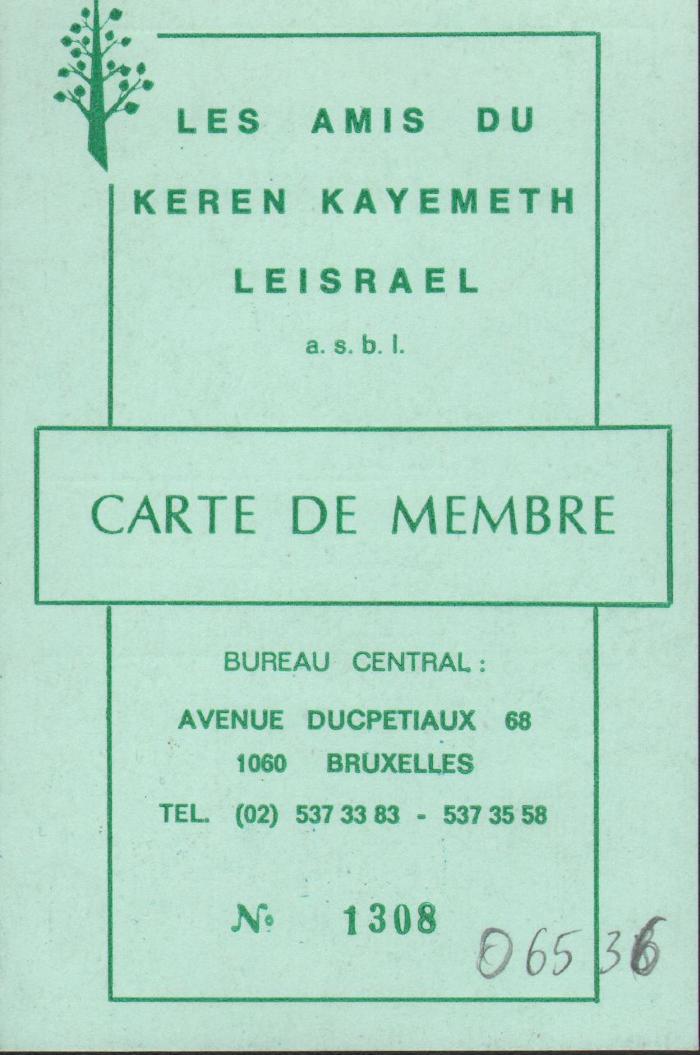 LES AMIS DU
KEREN KAYEMETH
LEISRAEL
a. s. b. l.
CARTE DE MEMBRE
BUREAU CENTRAL :
AVENUE DUCPETIAUX 68
1060 BRUXELLES
TEL. (02) 537 33 83 - 537 35 58
No 1308
06536